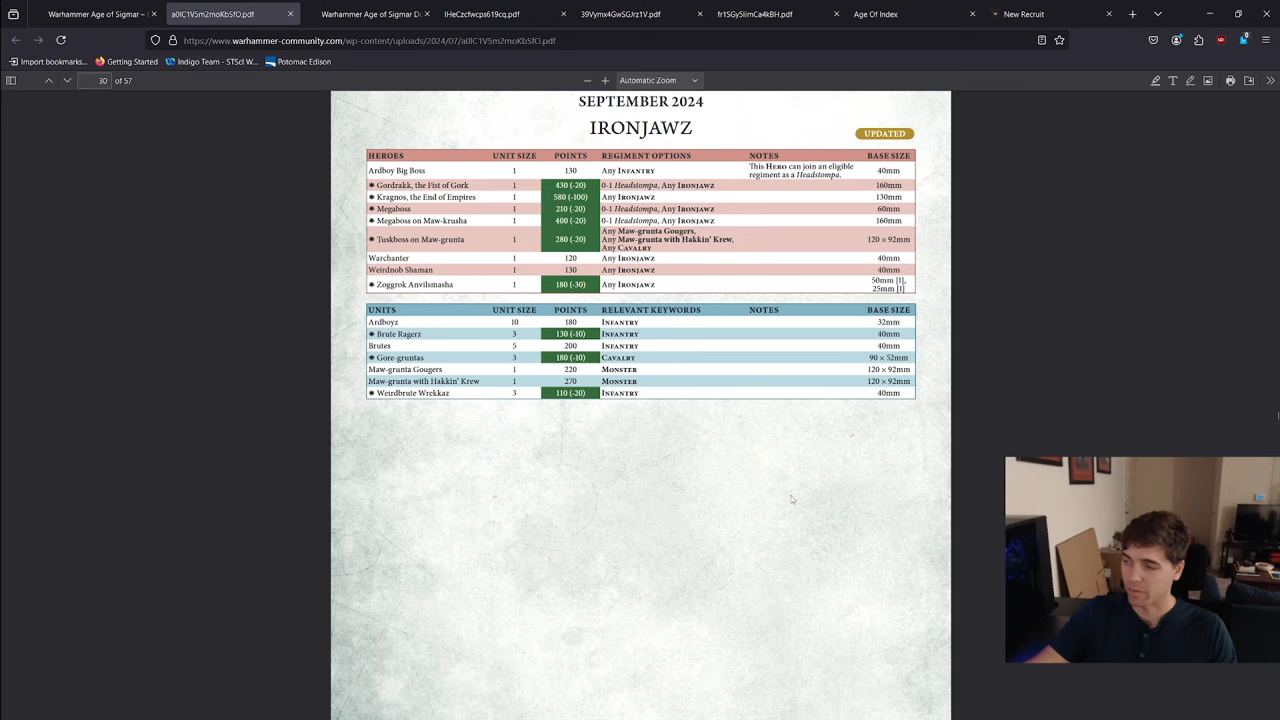 Warhammer Age of Sigmar –
a0lC1V5m2moKbSfO.pdf
Warhammer Age of Sigmar Do
IHeCzcfwcps619cq.pdf
39Vymx4GwSGJrz1V.pdf
fr1SGy5limCa4kBH.pdf
Age Of Index
New Recruit
https://www.warhammer-community.com/wp-content/uploads/2024/07/a0lC1V5m2moKbSfO.pdf
Import bookmarks... Getting Started Indigo Team - STScI W... Potomac Edison
30 of 57 Automatic Zoom
SEPTEMBER 2024
IRONJAWZ
UPDATED
HEROES UNIT SIZE POINTS REGIMENT OPTIONS NOTES BASE SIZE
Ardboy Big Boss 1 130 Any INFANTRY This HERO can join an eligible regiment as a Headstompa. 40mm
✹ Gordrakk, the Fist of Gork 1 430 (-20) 0-1 Headstompa, Any IRONJAWZ 160mm
✹ Kragnos, the End of Empires 1 580 (-100) Any IRONJAWZ 130mm
✹ Megaboss 1 210 (-20) 0-1 Headstompa, Any IRONJAWZ 60mm
✹ Megaboss on Maw-krusha 1 400 (-20) 0-1 Headstompa, Any IRONJAWZ 160mm
✹ Tuskboss on Maw-grunta 1 280 (-20) Any Maw-grunta Gougers, Any Maw-grunta with Hakkin' Krew, Any CAVALRY 120 × 92mm
Warchanter 1 120 Any IRONJAWZ 40mm
Weirdnob Shaman 1 130 Any IRONJAWZ 40mm
✹ Zoggrok Anvilsmasha 1 180 (-30) Any IRONJAWZ 50mm [1], 25mm [1]
UNITS UNIT SIZE POINTS RELEVANT KEYWORDS NOTES BASE SIZE
Ardboyz 10 180 INFANTRY 32mm
✹ Brute Ragerz 3 130 (-10) INFANTRY 40mm
Brutes 5 200 INFANTRY 40mm
✹ Gore-gruntas 3 180 (-10) CAVALRY 90 × 52mm
Maw-grunta Gougers 1 220 MONSTER 120 × 92mm
Maw-grunta with Hakkin' Krew 1 270 MONSTER 120 × 92mm
✹ Weirdbrute Wrekkaz 3 110 (-20) INFANTRY 40mm